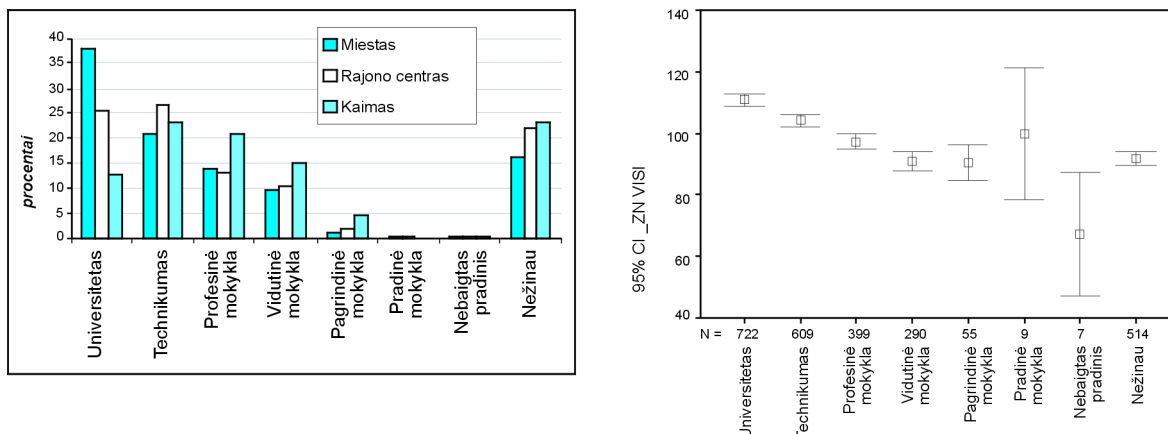 procentai
40
35
30
25
20
15
10
5
0
Miestas
Rajono centras
Kaimas
Universitetas
Technikumas
Profesinė
mokykla
Vidutinė
mokykla
Pagrindinė
mokykla
Pradinė
mokykla
Nebaigtas
pradinis
Nežinau
95% CI _ZN VISI
140
120
100
80
60
40
N = 722 609 399 290 55 9 7 514
Universitetas
Technikumas
Profesinė
mokykla
Vidutinė
mokykla
Pagrindinė
mokykla
Pradinė
mokykla
Nebaigtas
pradinis
Nežinau